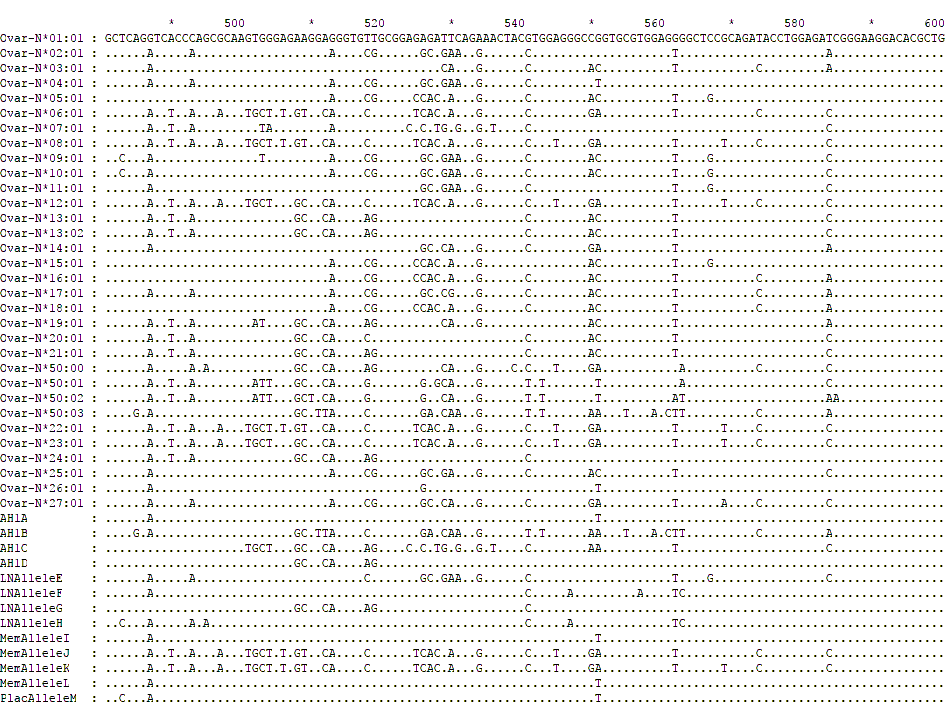 *        500         *        520         *        540         *        560         *        580         *        600
Ovar-N*01:01 : GCTCAGGTCACCCAGCGCAAGTGGGAGAAGGAGGGTGTTGCGGAGAGATTCAGAAACTACGTGGAGGGCCGGTGCGTGGAGGGGCTCCGCAGATACCTGGAGATCGGGAAGGACACGCTG
Ovar-N*02:01 : ......A.....A...................A....CG......GC.GAA..G......C....................T.....................A................
Ovar-N*03:01 : ......A.........................................CA...G......C........AC..........T...........C.........A................
Ovar-N*04:01 : ......A.....A...................A....CG......GC.GAA..G......C.........T.................................................
Ovar-N*05:01 : ................................A....CG.....CCAC.A...G......C........AC..........T....G.................................
Ovar-N*06:01 : ......A..T..A...A...TGCT.T.GT..CA....C......TCAC.A...G......C........GA..........T...........C.........C................
Ovar-N*07:01 : ......A..T..A.........TA...................C.C.TG.G..G.T....C..........................................C................
Ovar-N*08:01 : ......A..T..A...A...TGCT.T.GT..CA....C......TCAC.A...G......C...T....GA..........T......T....C.........C................
Ovar-N*09:01 : ..C...A...............T.........A....CG......GC.GAA..G......C........AC..........T....G................C................
Ovar-N*10:01 : ..C...A.........................A....CG......GC.GAA..G......C........AC..........T....G................C................
Ovar-N*11:01 : ......A......................................GC.GAA..G......C....................T....G................C................
Ovar-N*12:01 : ......A..T..A...A...TGCT...GC..CA....C......TCAC.A...G......C...T....GA..........T......T....C.........C................
Ovar-N*13:01 : ......A..T..A..............GC..CA....AG.....................C........AC..........T.....................C................
Ovar-N*13:02 : ......A..T..A..............GC..CA....AG.....................C........AC..........T.....................C................
Ovar-N*14:01 : ......A......................................GC.CA...G......C........GA..........T.....................A................
Ovar-N*15:01 : ................................A....CG.....CCAC.A...G...............AC..........T....G.................................
Ovar-N*16:01 : ................................A....CG.....CCAC.A...G......C........AC..........T...........C.........A................
Ovar-N*17:01 : ......A.....A...................A....CG......GC.CG...G......C........AC..........T...........C.........A................
Ovar-N*18:01 : ................................A....CG.....CCAC.A...G......C........AC..........T...........C.........A................
Ovar-N*19:01 : ......A..T..A........AT....GC..CA....AG.........CA...G...............AC..........T.....................A................
Ovar-N*20:01 : ......A..T..A..............GC..CA....C......................C........AC..........T.....................C................
Ovar-N*21:01 : ......A..T..A..............GC..CA....AG.....................C........AC..........T.....................C................
Ovar-N*50:00 : ......A..T..A.A............GC..CA....AG.........CA...G....C.C...T....GA...........A....................C................
Ovar-N*50:01 : ......A..T..A........ATT...GC..CA....G.......G.GCA...G......T.T.......T...........A....................C................
Ovar-N*50:02 : ......A..T..A........ATT...GCT.CA....G.......G..CA...G......T.T.......T..........AT....................AA...............
Ovar-N*50:03 : ....G.A....................GC.TTA....C.......GA.CAA..G......T.T......AA...T...A.CTT..........C.........A................
Ovar-N*22:01 : ......A..T..A...A...TGCT.T.GT..CA....C......TCAC.A...G......C...T....GA..........T......T....C.........C................
Ovar-N*23:01 : ......A..T..A...A...TGCT...GC..CA....C......TCAC.A...G......C...T....GA..........T......T....C.........C................
Ovar-N*24:01 : ......A..T..A..............GC..CA....AG.....................C...........................................................
Ovar-N*25:01 : ......A.........................A....CG......GC.GAA..G...............AC..........T.....................C................
Ovar-N*26:01 : ......A......................................G........................T.................................................
Ovar-N*27:01 : ......A.....A...................A....CG......GC.CA...G......C........GA..........T......A....C.........C................
AH1A         : ......A...............................................................T.................................................
AH1B         : ....G.A....................GC.TTA....C.......GA.CAA..G......T.T......AA...T...A.CTT..........C.........A................
AH1C         : ....................TGCT...GC..CA....AG....C.C.TG.G..G.T....C........AA..........T.....................C................
AH1D         : ...........................GC..CA....AG.................................................................................
LNAlleleE    : ......A.....A........................C.......GC.GAA..G......C....................T....G................C................
LNAlleleF    : ......A.....................................................C.....A.........A....TC.....................................
LNAlleleG    : ...........................GC..CA....AG.....................C...........................................................
LNAlleleH    : ..C...A.....A.A.............................................C.....A..............TC.....................................
MemAlleleI   : ......A...............................................................T.................................................
MemAlleleJ   : ......A..T..A...A...TGCT.T.GT..CA....C......TCAC.A...G......C...T....GA..........T...........C.........C................
MemAlleleK   : ......A..T..A...A...TGCT.T.GT..CA....C......TCAC.A...G......C...T....GA..........T......T....C.........C................
MemAlleleL   : ......A...............................................................T.................................................
PlacAlleleM  : ..C...A...............................................................T.................................................